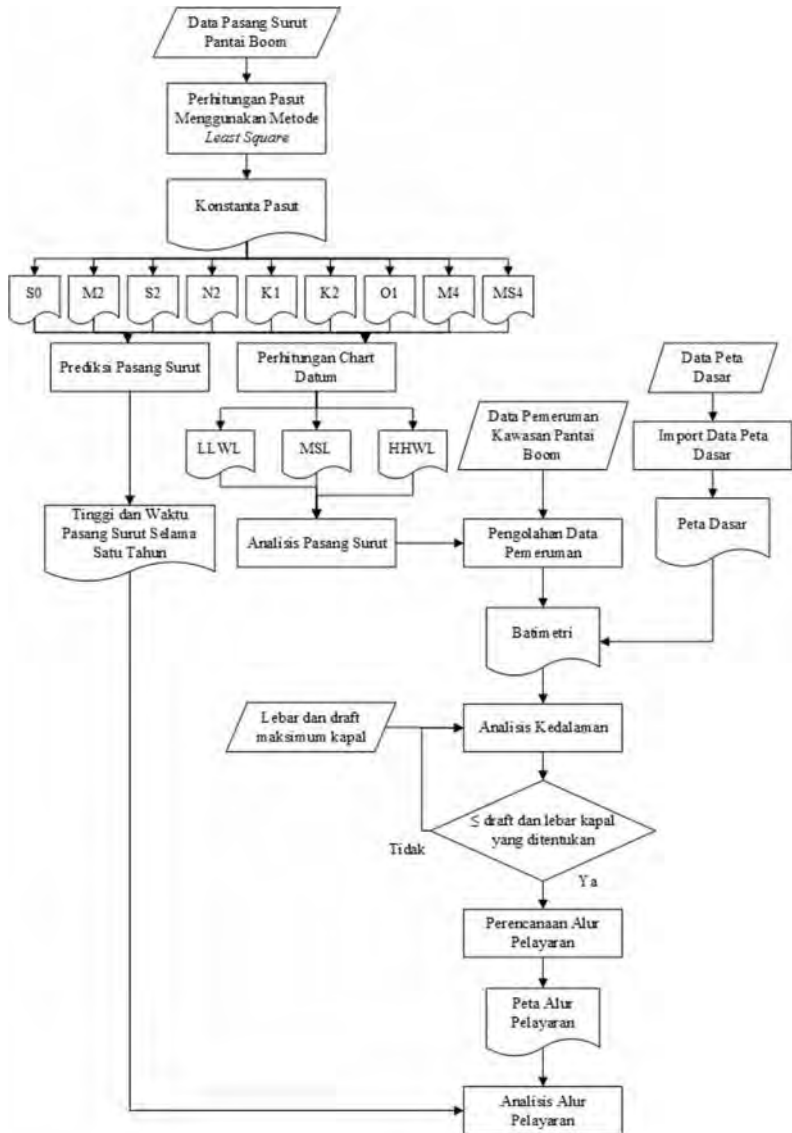 Data Pasang Surut
Pantai Boom
Perhitungan Pasut
Menggunakan Metode
Least Square
Konstanta Pasut
S0
M2
S2
N2
K1
K2
O1
M4
MS4
Prediksi Pasang Surut
Perhitungan Chart
Datum
Data Peta
Dasar
LLWL
MSL
HHWL
Data Pemeruman
Kawasan Pantai
Boom
Import Data Peta
Dasar
Tinggi dan Waktu
Pasang Surut Selama
Satu Tahun
Analisis Pasang Surut
Pengolahan Data
Pemeruman
Peta Dasar
Batimetri
Lebar dan draft
maksimum kapal
Analisis Kedalaman
≤ draft dan lebar kapal
yang ditentukan
Tidak
Ya
Perencanaan Alur
Pelayaran
Peta Alur
Pelayaran
Analisis Alur
Pelayaran